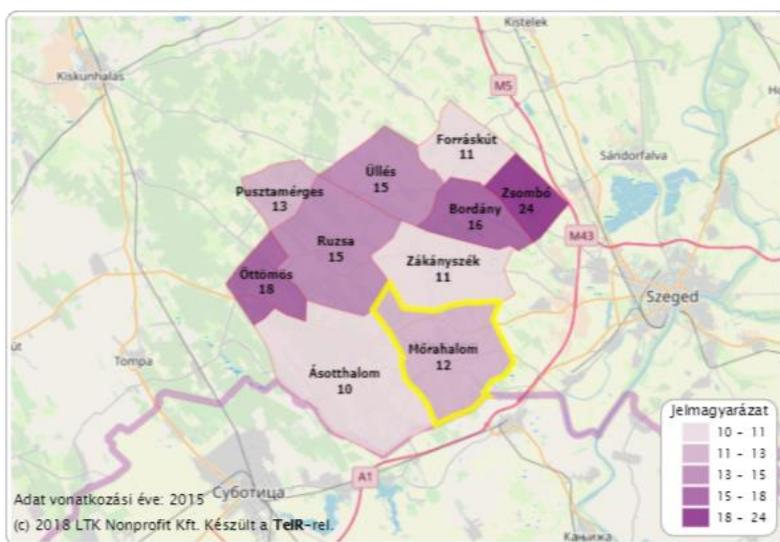 Kistelek
Kiskunhalas
M5
Forráskút
11
Sándorfalva
Üllés
15
Pusztamérges
13
Zsombó
24
Bordány
16
M43
Ruzsa
15
Zákányszék
11
Öttömös
18
Szeged
Mórahalom
12
Tompa
Ásotthalom
10
Jelmagyarázat
10 - 11
11 - 13
13 - 15
15 - 18
18 - 24
A1
Суботица
Кањижа
Adat vonatkozási éve: 2015
(c) 2018 LTK Nonprofit Kft. Készült a TeIR-rel.